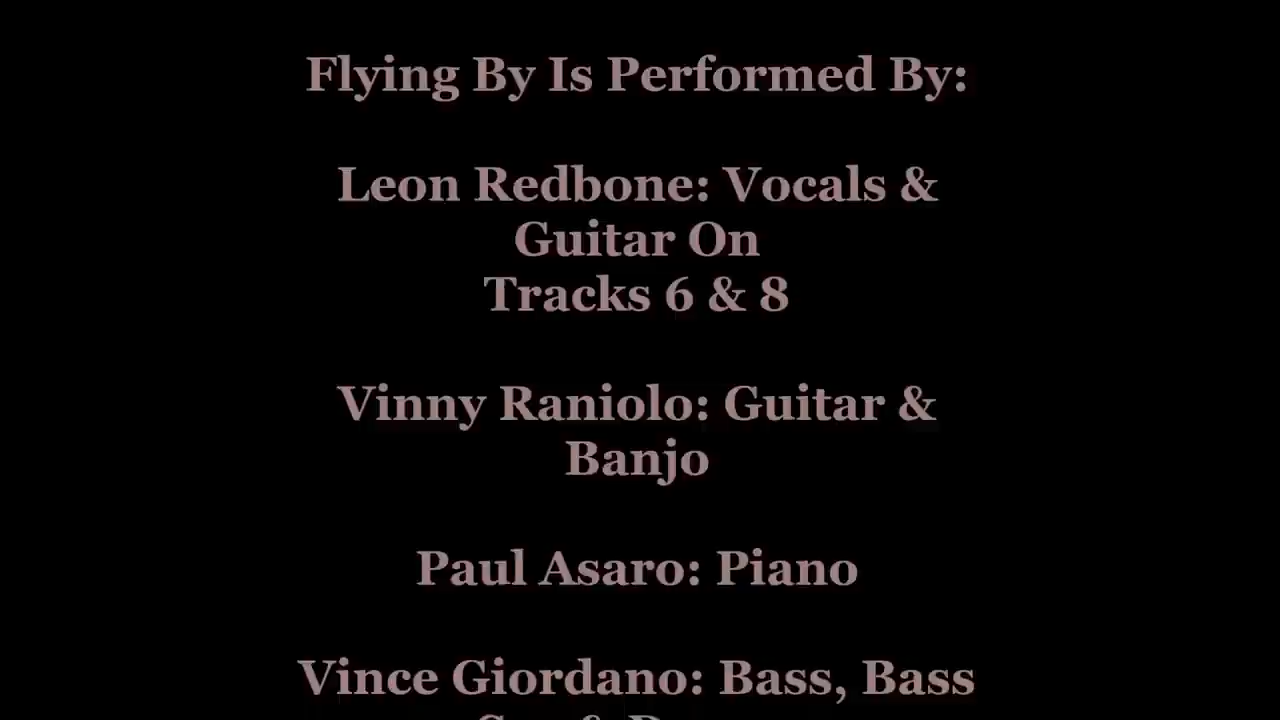 Flying By Is Performed By:
Leon Redbone: Vocals &
Guitar On
Tracks 6 & 8
Vinny Raniolo: Guitar &
Banjo
Paul Asaro: Piano
Vince Giordano: Bass, Bass